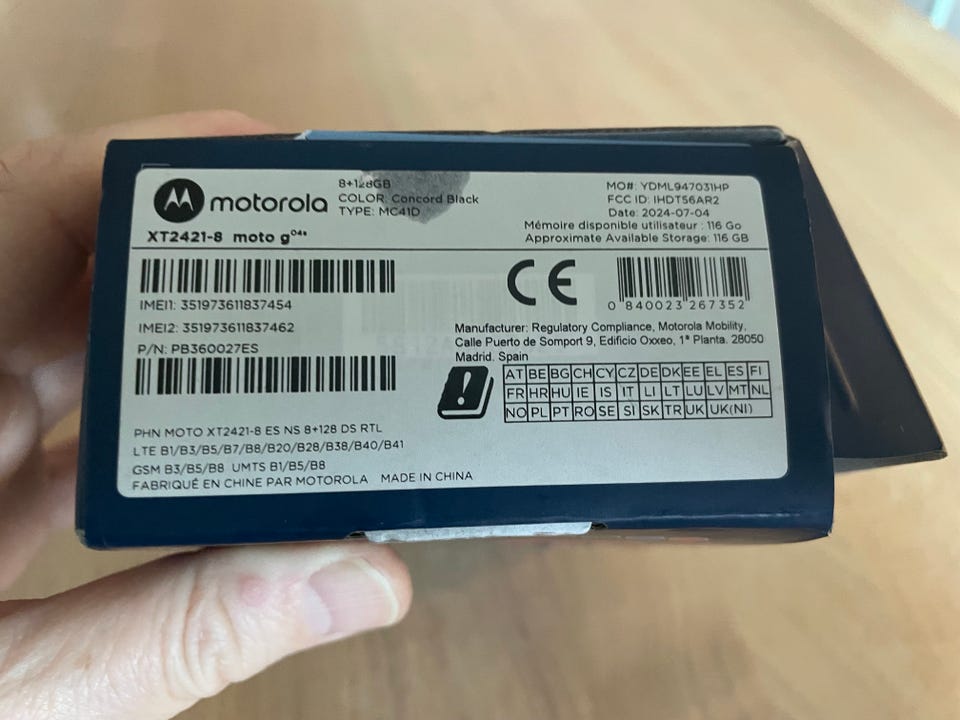 motorola
8+128GB
COLOR: Concord Black
TYPE: MC41D
XT2421-8 moto g⁰⁴ˢ
MO#: YDML947031HP
FCC ID: IHDT56AR2
Date: 2024-07-04
Mémoire disponible utilisateur : 116 Go
Approximate Available Storage: 116 GB
IMEI1: 351973611837454
IMEI2: 351973611837462
P/N: PB360027ES
CE
0 840023 267352
Manufacturer: Regulatory Compliance, Motorola Mobility,
Calle Puerto de Somport 9, Edificio Oxxeo, 1ª Planta. 28050
Madrid. Spain
AT BE BG CH CY CZ DE DK EE EL ES FI
FR HR HU IE IS IT LI LT LU LV MT NL
NO PL PT RO SE SI SK TR UK UK(NI)
PHN MOTO XT2421-8 ES NS 8+128 DS RTL
LTE B1/B3/B5/B7/B8/B20/B28/B38/B40/B41
GSM B3/B5/B8 UMTS B1/B5/B8
FABRIQUÉ EN CHINE PAR MOTOROLA MADE IN CHINA